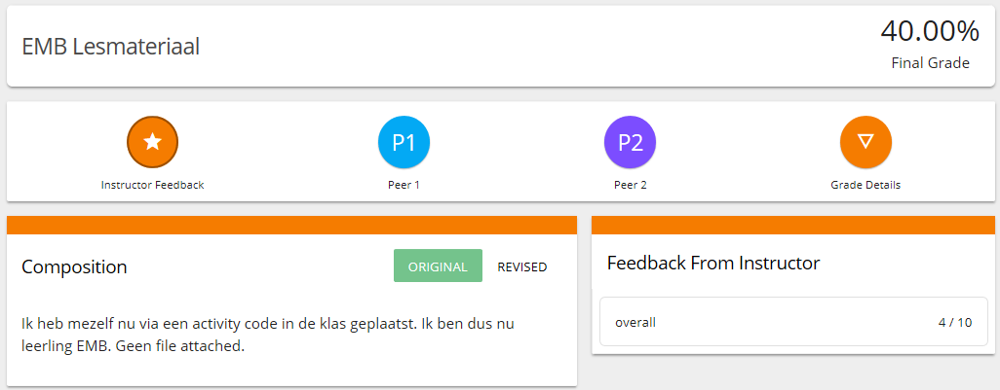 EMB Lesmateriaal
40.00%
Final Grade
P1
P2
Instructor Feedback
Peer 1
Peer 2
Grade Details
Composition
ORIGINAL
REVISED
Ik heb mezelf nu via een activity code in de klas geplaatst. Ik ben dus nu
leerling EMB. Geen file attached.
Feedback From Instructor
overall
4 / 10